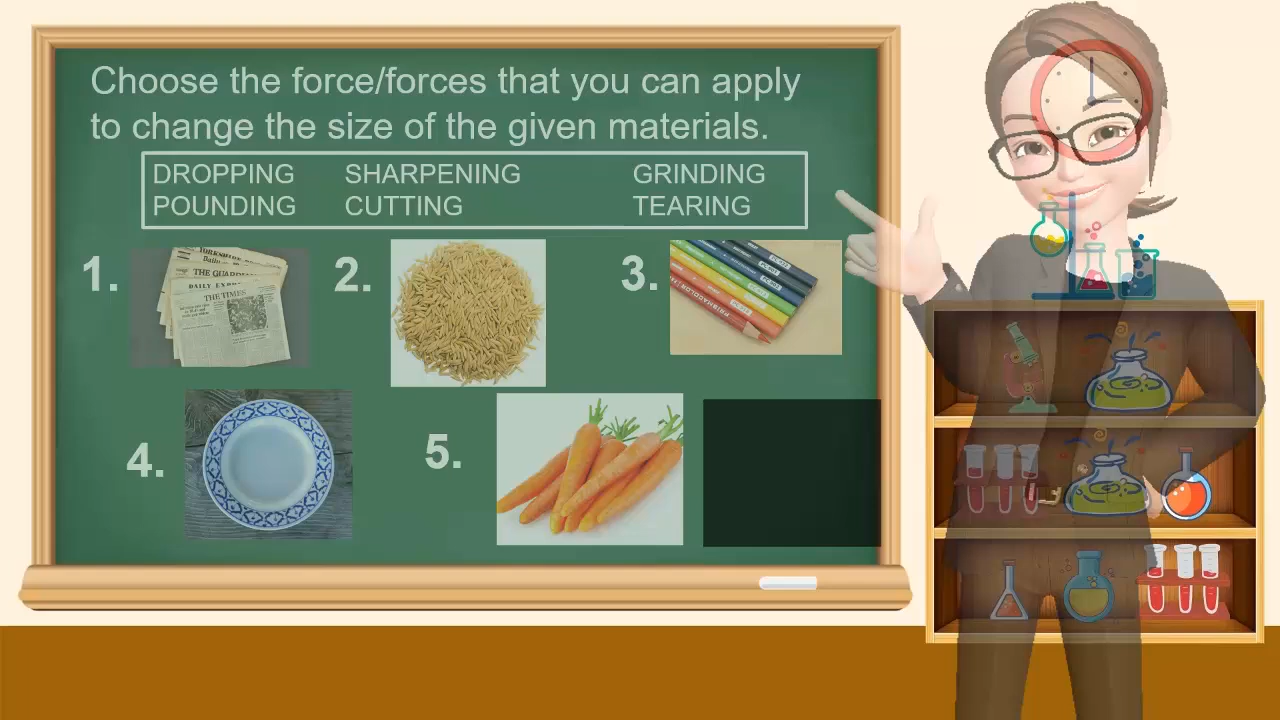 Choose the force/forces that you can apply
to change the size of the given materials.
DROPPING SHARPENING GRINDING
POUNDING CUTTING TEARING
1. 2. 3.
THE GUARDIAN
DAILY
THE TIMES
4. 5.